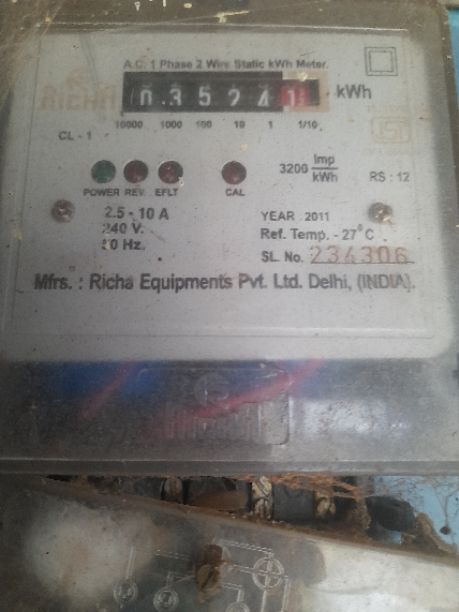 A.C. 1 Phase 2 Wire Static kWh Meter.
0 3 5 2 4 1 kWh
10000 1000 100 10 1 1/10
CL - 1
3200 Imp/kWh
RS : 12
POWER REV. EFLT CAL
2.5 - 10 A
240 V.
50 Hz.
YEAR : 2011
Ref. Temp. - 27°C
SL. No. 234306
Mfrs. : Richa Equipments Pvt. Ltd. Delhi, (INDIA).